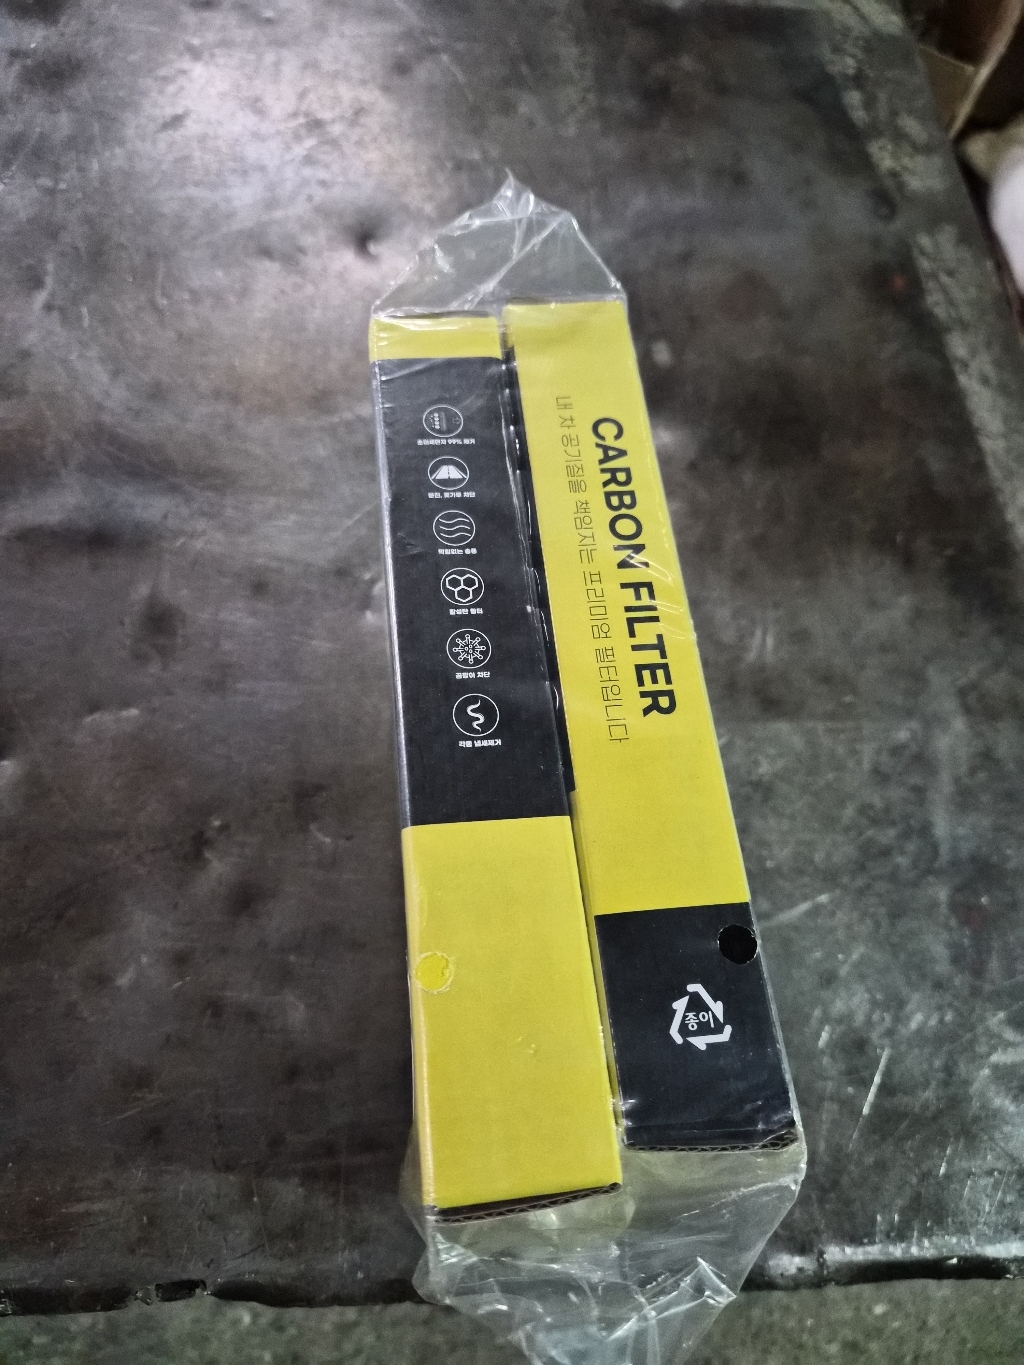 초미세먼지 99% 제거
분진, 꽃가루 차단
막힘없는 송풍
활성탄 필터
곰팡이 차단
각종 냄새제거
CARBON FILTER
내 차 공기질을 책임지는 프리미엄 필터입니다
종이